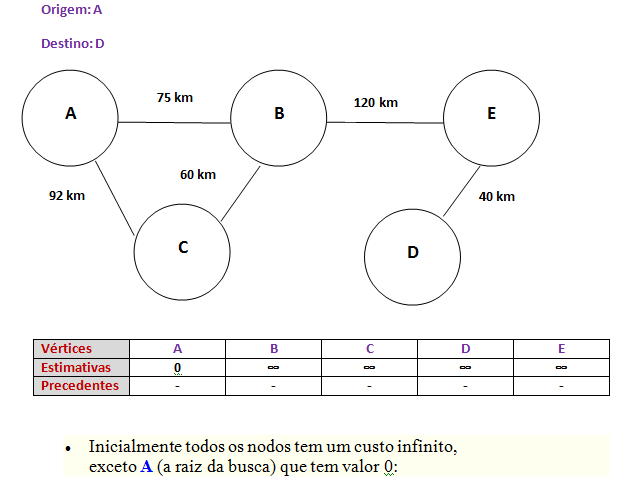 Origem: A
Destino: D
75 km
120 km
A
B
E
60 km
92 km
40 km
C
D
Vértices A B C D E
Estimativas 0 ∞ ∞ ∞ ∞
Precedentes - - - - -
• Inicialmente todos os nodos tem um custo infinito,
exceto A (a raiz da busca) que tem valor 0: